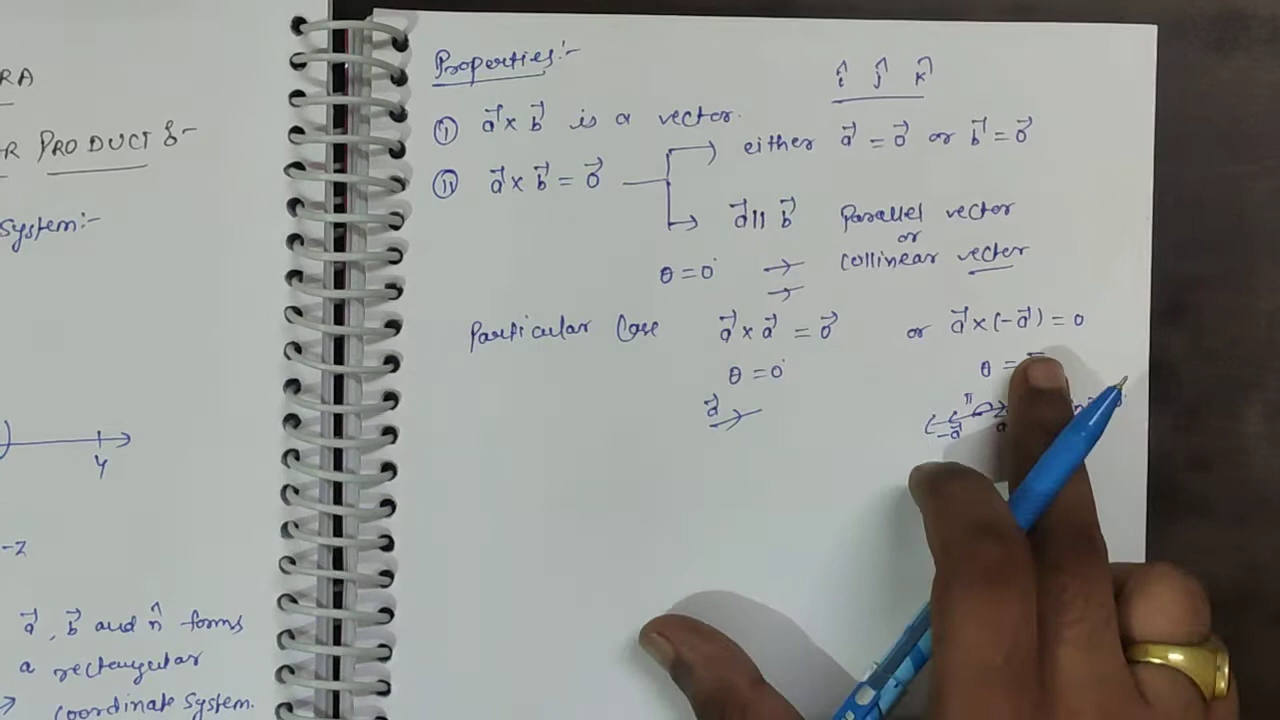 RA
R PRODUCT :-
System:-
y
-z
a⃗, b⃗ and n̂ forms
a rectangular
coordinate system.
Properties:-
î ĵ k̂
(i) a⃗ × b⃗ is a vector.
(ii) a⃗ × b⃗ = 0⃗ → either a⃗ = 0⃗ or b⃗ = 0⃗
→ a⃗ || b⃗ Parallel vector
or
θ = 0° collinear vector
Particular Case a⃗ × a⃗ = 0⃗ or a⃗ × (-a⃗) = 0
θ = 0° θ =
a⃗ π
-a⃗ a